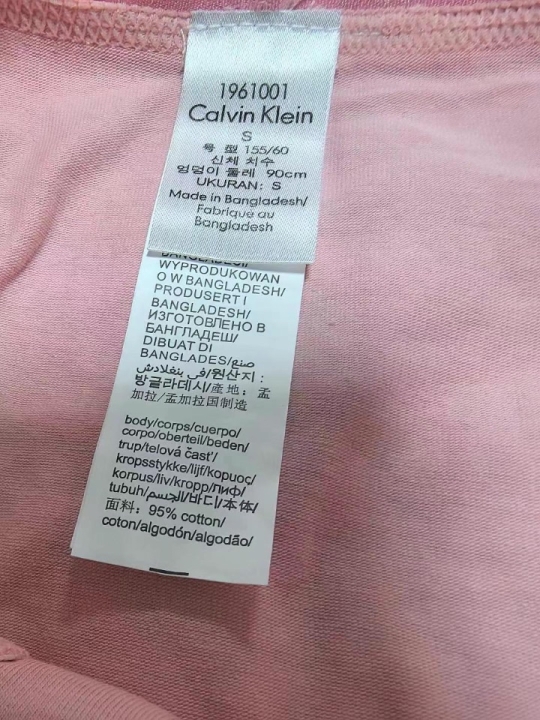 1961001
Calvin Klein
S
号 型 155/60
신체 치수
엉덩이 둘레 90cm
UKURAN: S
Made in Bangladesh/
Fabriqué au
Bangladesh
BANGLADESH/
WYPRODUKOWAN
O W BANGLADESH/
PRODUSERT I
BANGLADESH/
ИЗГОТОВЛЕНО В
БАНГЛАДЕШ/
DIBUAT DI
BANGLADES/صنع
في بنغلادش/원산지 :
방글라데시/產地：孟
加拉/孟加拉国制造
body/corps/cuerpo/
corpo/oberteil/beden/
trup/telová časť/
kropsstykke/lijf/корпус/
korpus/liv/kropp/лиф/
tubuh/الجسم/바디/本体/
面料：95% cotton/
coton/algodón/algodão/